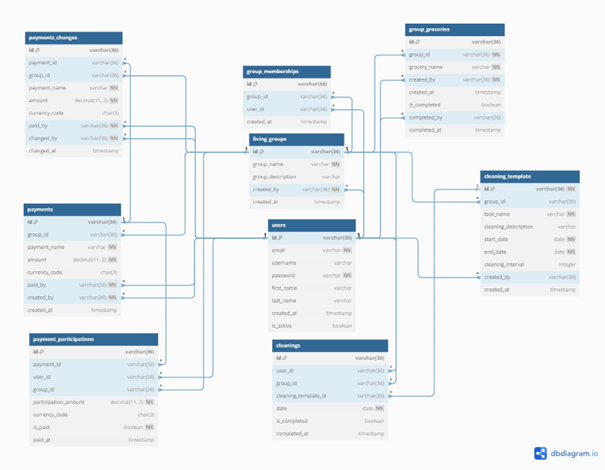 payments_changes
id varchar(36)
payment_id varchar(36)
group_id varchar(36)
payment_name varchar NN
amount decimal(11, 2) NN
currency_code char(3)
paid_by varchar(36) NN
changed_by varchar(36) NN
changed_at timestamp
group_groceries
id varchar(36)
group_id varchar(36) NN
grocery_name varchar NN
created_by varchar(36) NN
created_at timestamp
is_completed boolean
completed_by varchar(36)
completed_at timestamp
group_memberships
id varchar(36)
group_id varchar(36)
user_id varchar(36)
created_at timestamp
living_groups
id varchar(36)
group_name varchar NN
group_description varchar
created_by varchar(36) NN
created_at timestamp
cleaning_template
id varchar(36) NN
group_id varchar(36)
task_name varchar NN
cleaning_description varchar
start_date date NN
end_date date NN
cleaning_interval integer
created_by varchar(36)
created_at timestamp
payments
id varchar(36)
group_id varchar(36)
payment_name varchar NN
amount decimal(11, 2) NN
currency_code char(3)
paid_by varchar(36) NN
created_by varchar(36) NN
created_at timestamp
users
id varchar(36)
email varchar NN
username varchar
password varchar NN
first_name varchar
last_name varchar
created_at timestamp
is_active boolean
payment_participations
id varchar(36)
payment_id varchar(36)
user_id varchar(36)
group_id varchar(36)
participation_amount decimal(11, 2) NN
currency_code char(3)
is_paid boolean NN
paid_at timestamp
cleanings
id varchar(36)
user_id varchar(36)
group_id varchar(36)
cleaning_template_id varchar(36)
date date NN
is_completed boolean
completed_at timestamp
dbdiagram.io